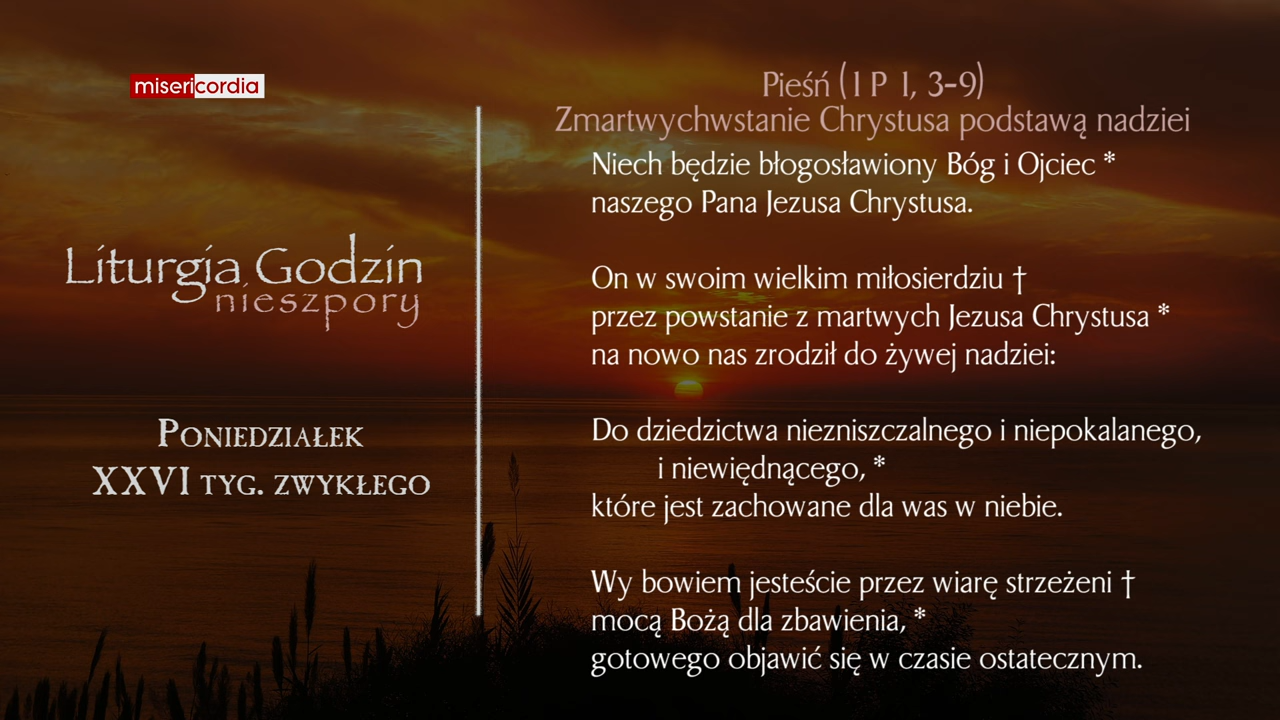 misericordia
Liturgia Godzin
nieszpory
Poniedziałek
XXVI tyg. zwykłego
Pieśń (1 P 1, 3-9)
Zmartwychwstanie Chrystusa podstawą nadziei
Niech będzie błogosławiony Bóg i Ojciec *
naszego Pana Jezusa Chrystusa.
On w swoim wielkim miłosierdziu †
przez powstanie z martwych Jezusa Chrystusa *
na nowo nas zrodził do żywej nadziei:
Do dziedzictwa niezniszczalnego i niepokalanego,
i niewiędnącego, *
które jest zachowane dla was w niebie.
Wy bowiem jesteście przez wiarę strzeżeni †
mocą Bożą dla zbawienia, *
gotowego objawić się w czasie ostatecznym.